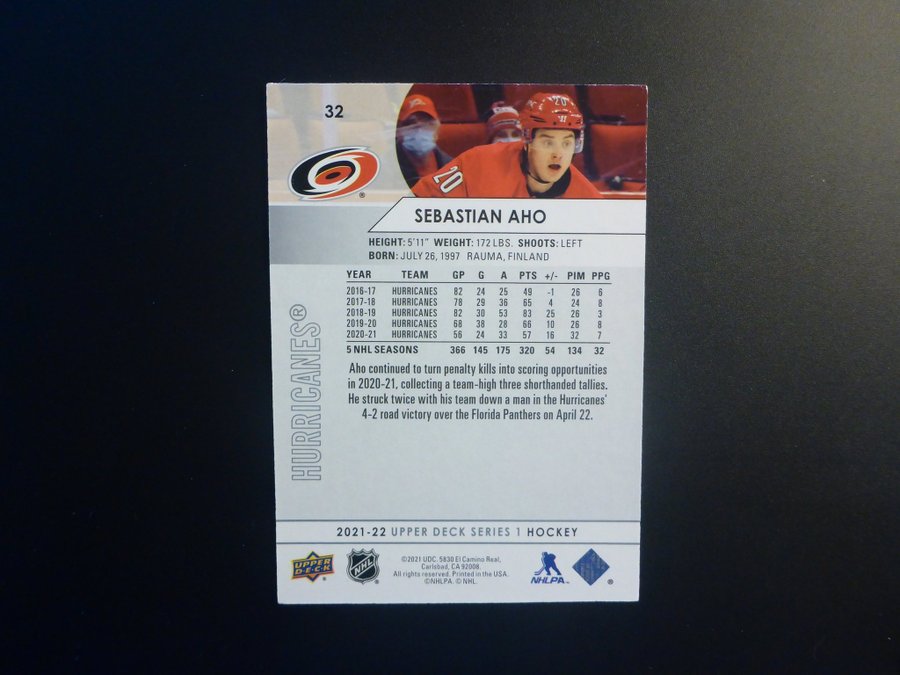 32
20
20
SEBASTIAN AHO
HEIGHT: 5'11" WEIGHT: 172 LBS. SHOOTS: LEFT
BORN: JULY 26, 1997 RAUMA, FINLAND
YEAR TEAM GP G A PTS +/- PIM PPG
2016-17 HURRICANES 82 24 25 49 -1 26 6
2017-18 HURRICANES 78 29 36 65 4 24 8
2018-19 HURRICANES 82 30 53 83 25 26 3
2019-20 HURRICANES 68 38 28 66 10 26 8
2020-21 HURRICANES 56 24 33 57 16 32 7
5 NHL SEASONS 366 145 175 320 54 134 32
HURRICANES®
Aho continued to turn penalty kills into scoring opportunities
in 2020-21, collecting a team-high three shorthanded tallies.
He struck twice with his team down a man in the Hurricanes'
4-2 road victory over the Florida Panthers on April 22.
2021-22 UPPER DECK SERIES 1 HOCKEY
UPPER
DECK
NHL
©2021 UDC. 5830 El Camino Real,
Carlsbad, CA 92008.
All rights reserved. Printed in the USA.
©NHLPA. © NHL.
NHLPA
®